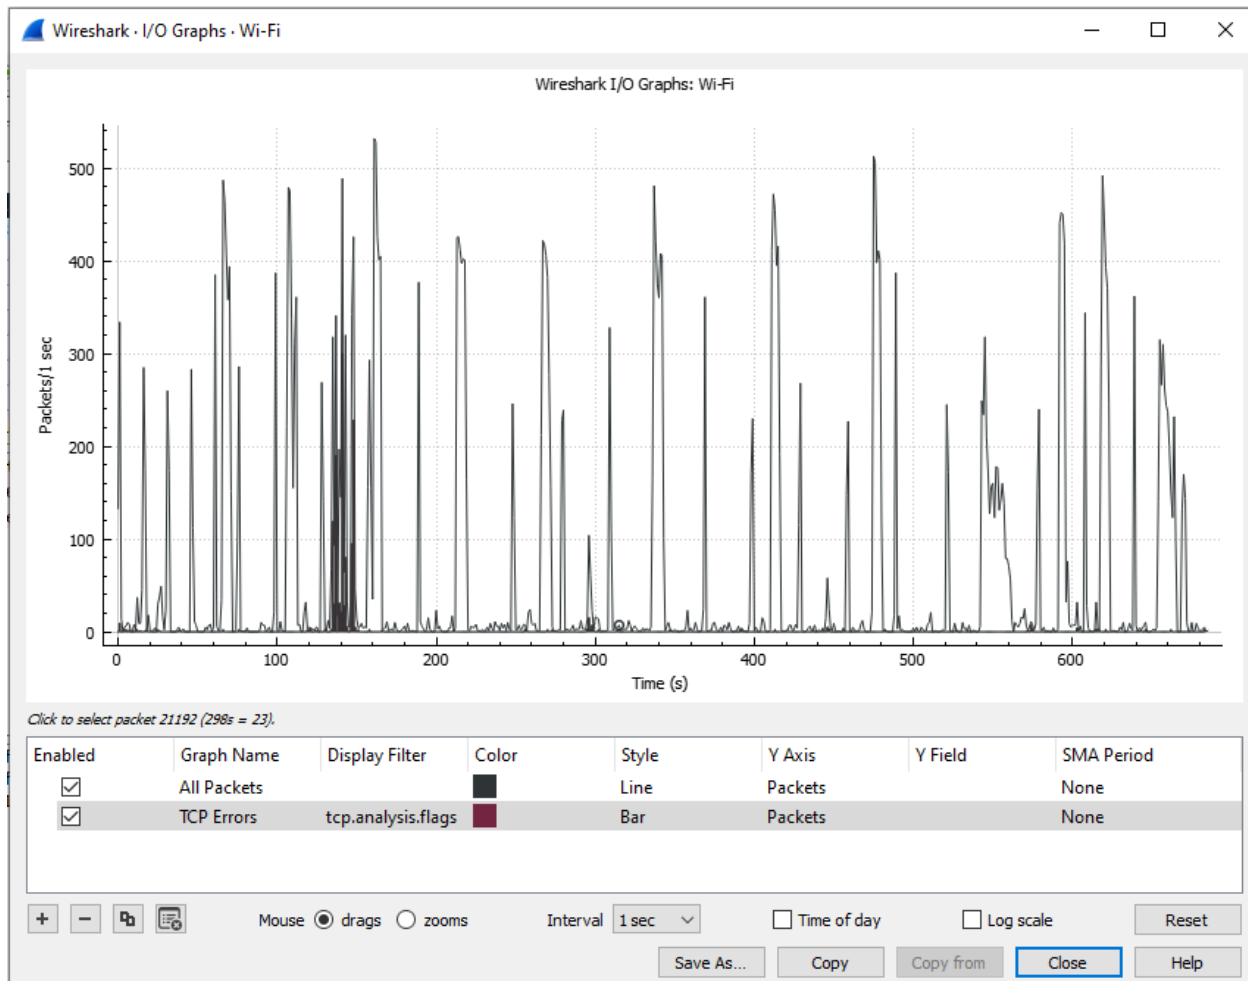 Wireshark · I/O Graphs · Wi-Fi
Wireshark I/O Graphs: Wi-Fi
500
400
300
200
100
0
Packets/1 sec
0 100 200 300 400 500 600
Time (s)
Click to select packet 21192 (298s = 23).
Enabled Graph Name Display Filter Color Style Y Axis Y Field SMA Period
All Packets Line Packets None
TCP Errors tcp.analysis.flags Bar Packets None
Mouse drags zooms Interval 1 sec Time of day Log scale Reset
Save As... Copy Copy from Close Help